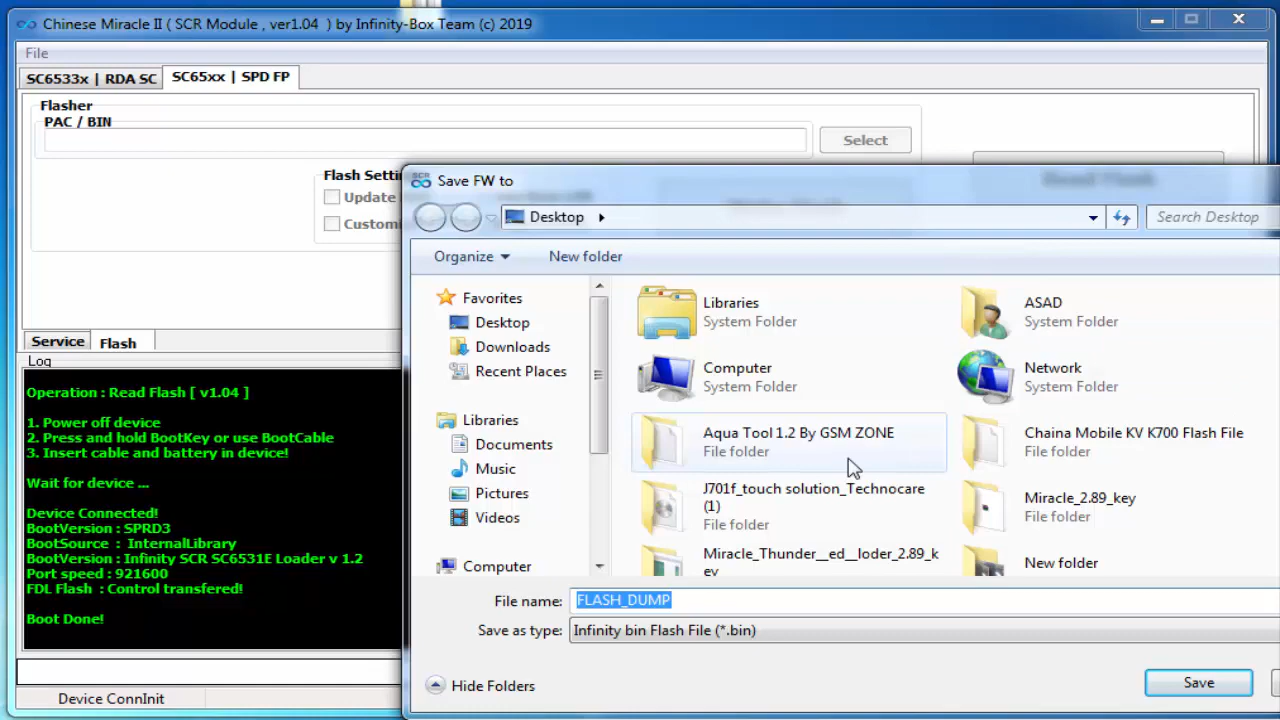 Chinese Miracle II ( SCR Module , ver1.04 ) by Infinity-Box Team (c) 2019
File
SC6533x | RDA SC
SC65xx | SPD FP
Flasher
PAC / BIN
Select
Flash Setti
Update
Customi
Read Flash
Save FW to
Desktop
Search Desktop
Organize
New folder
Favorites
Desktop
Downloads
Recent Places
Libraries
Documents
Music
Pictures
Videos
Computer
Libraries
System Folder
ASAD
System Folder
Computer
System Folder
Network
System Folder
Aqua Tool 1.2 By GSM ZONE
File folder
Chaina Mobile KV K700 Flash File
File folder
J701f_touch solution_Technocare
(1)
File folder
Miracle_2.89_key
File folder
Miracle_Thunder__ed__loder_2.89_k
ey
New folder
File name:
FLASH_DUMP
Save as type:
Infinity bin Flash File (*.bin)
Hide Folders
Save
Service
Flash
Log
Operation : Read Flash [ v1.04 ]
1. Power off device
2. Press and hold BootKey or use BootCable
3. Insert cable and battery in device!
Wait for device ...
Device Connected!
BootVersion : SPRD3
BootSource : InternalLibrary
BootVersion : Infinity SCR SC6531E Loader v 1.2
Port speed : 921600
FDL Flash : Control transfered!
Boot Done!
Device ConnInit